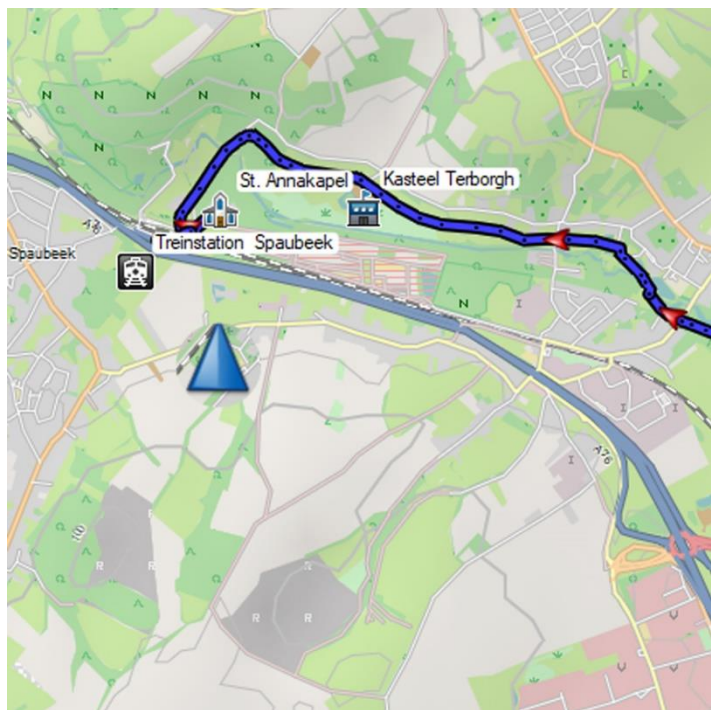 St. Annakapel
Kasteel Terborgh
A76
Treinstation Spaubeek
Spaubeek
A76